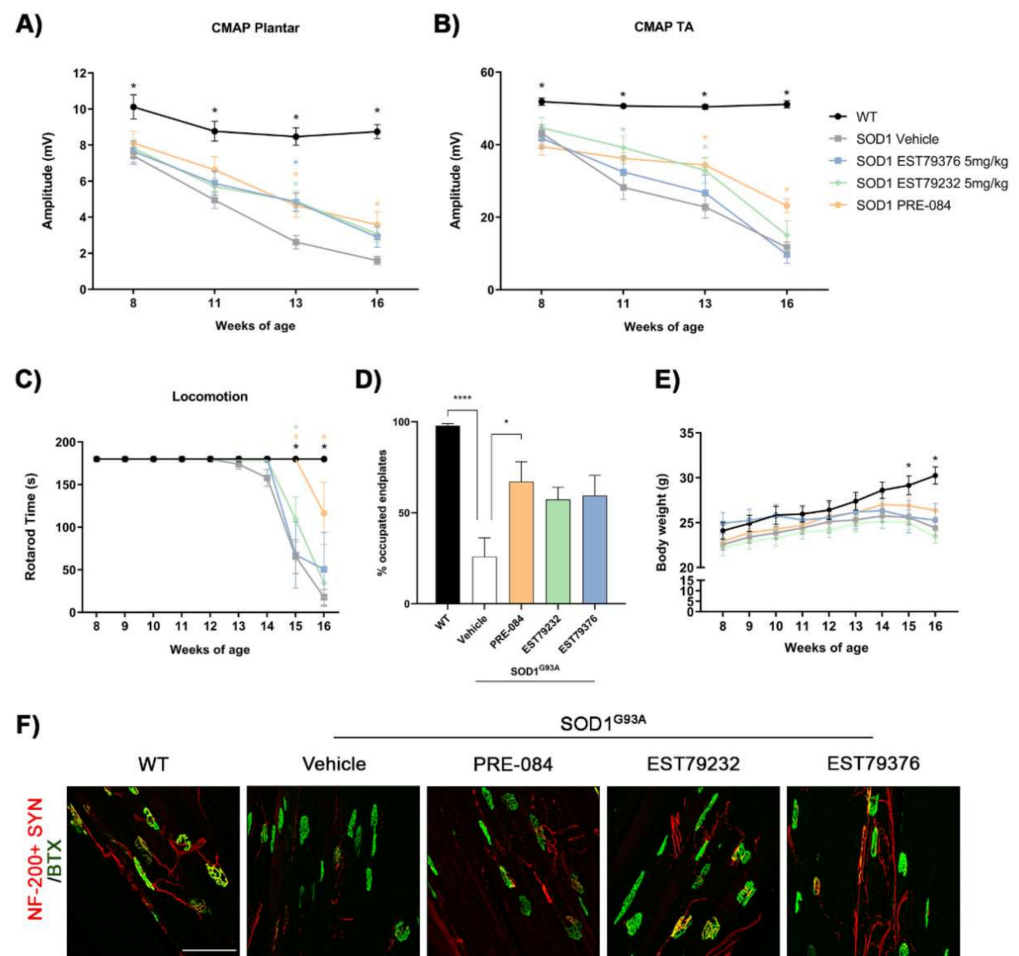 A)
CMAP Plantar
12
10
8
6
4
2
0
Amplitude (mV)
* * * *
* * *
*
8 11 13 16
Weeks of age
B)
CMAP TA
60
40
20
0
Amplitude (mV)
* * * *
* * *
*
8 11 13 16
Weeks of age
WT
SOD1 Vehicle
SOD1 EST79376 5mg/kg
SOD1 EST79232 5mg/kg
SOD1 PRE-084
C)
Locomotion
200
150
100
50
0
Rotarod Time (s)
* * *
* *
8 9 10 11 12 13 14 15 16
Weeks of age
D)
100
50
0
% occupated endplates
****
*
WT
Vehicle
PRE-084
EST79232
EST79376
SOD1G93A
E)
35
30
25
20
15
10
5
0
Body weight (g)
* *
8 9 10 11 12 13 14 15 16
Weeks of age
F)
SOD1G93A
WT Vehicle PRE-084 EST79232 EST79376
NF-200+ SYN
/BTX